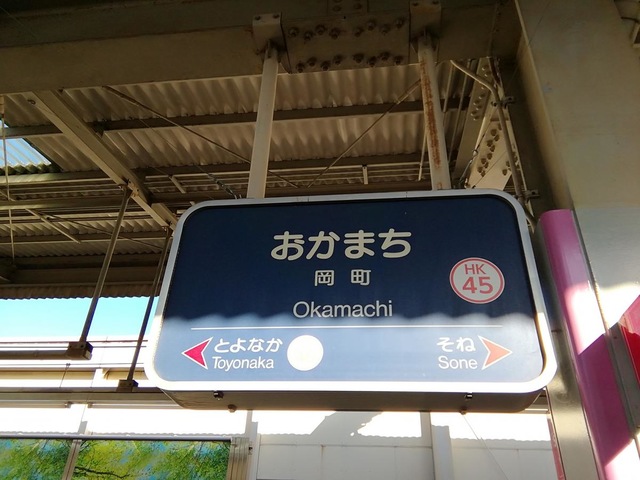 おかまち
岡町
HK
45
Okamachi
とよなか
Toyonaka
そね
Sone